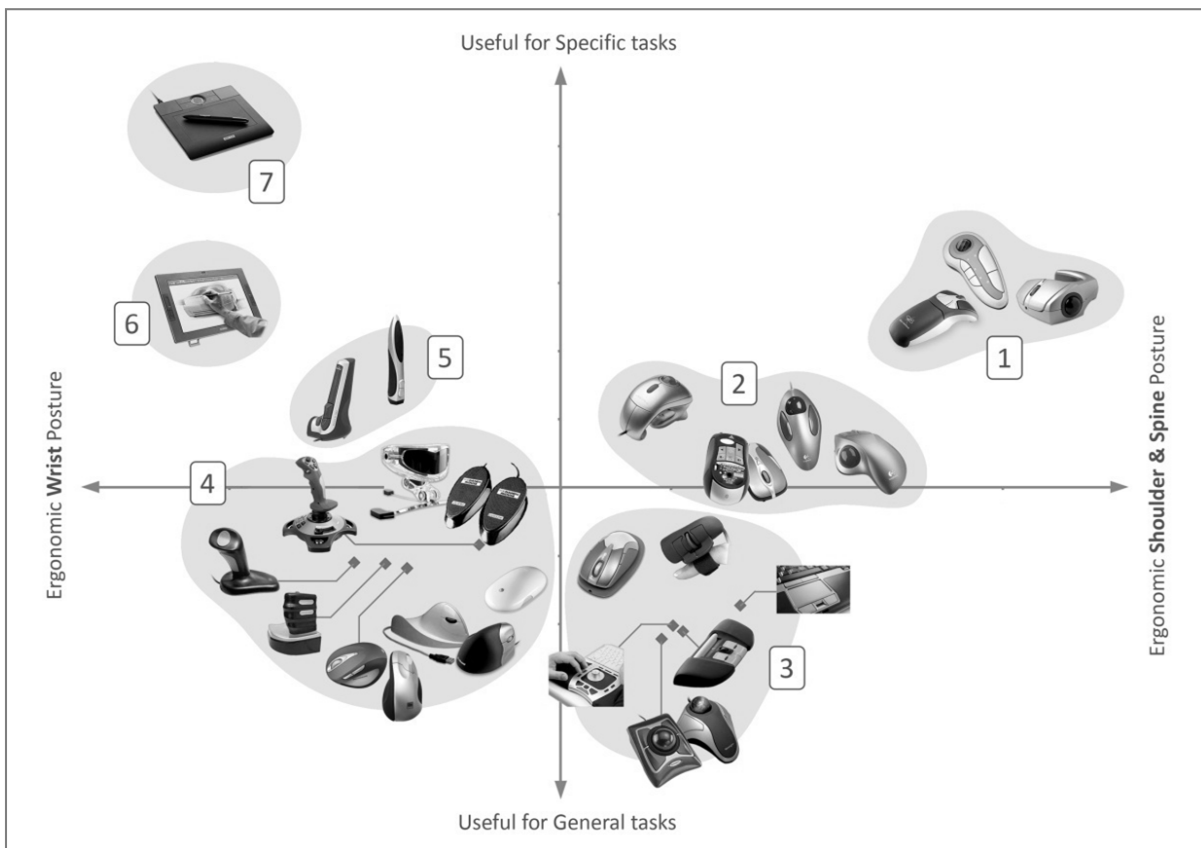 Useful for Specific tasks
7
6
5
1
2
4
Ergonomic Wrist Posture
Ergonomic Shoulder & Spine Posture
3
Useful for General tasks